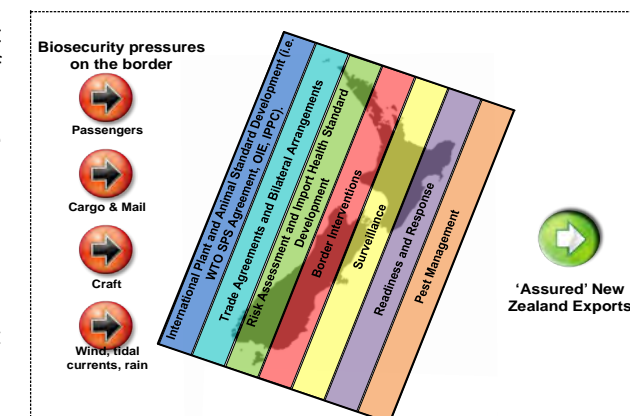 Biosecurity pressures
on the border
Passengers
Cargo & Mail
Craft
Wind, tidal
currents, rain
International Plant and Animal Standard Development (i.e.
WTO SPS Agreement, OIE, IPPC).
Trade Agreements and Bilateral Arrangements
Risk Assessment and Import Health Standard
Development
Border Interventions
Surveillance
Readiness and Response
Pest Management
‘Assured’ New
Zealand Exports